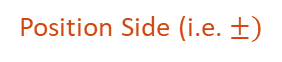 Position Side (i.e. ±)